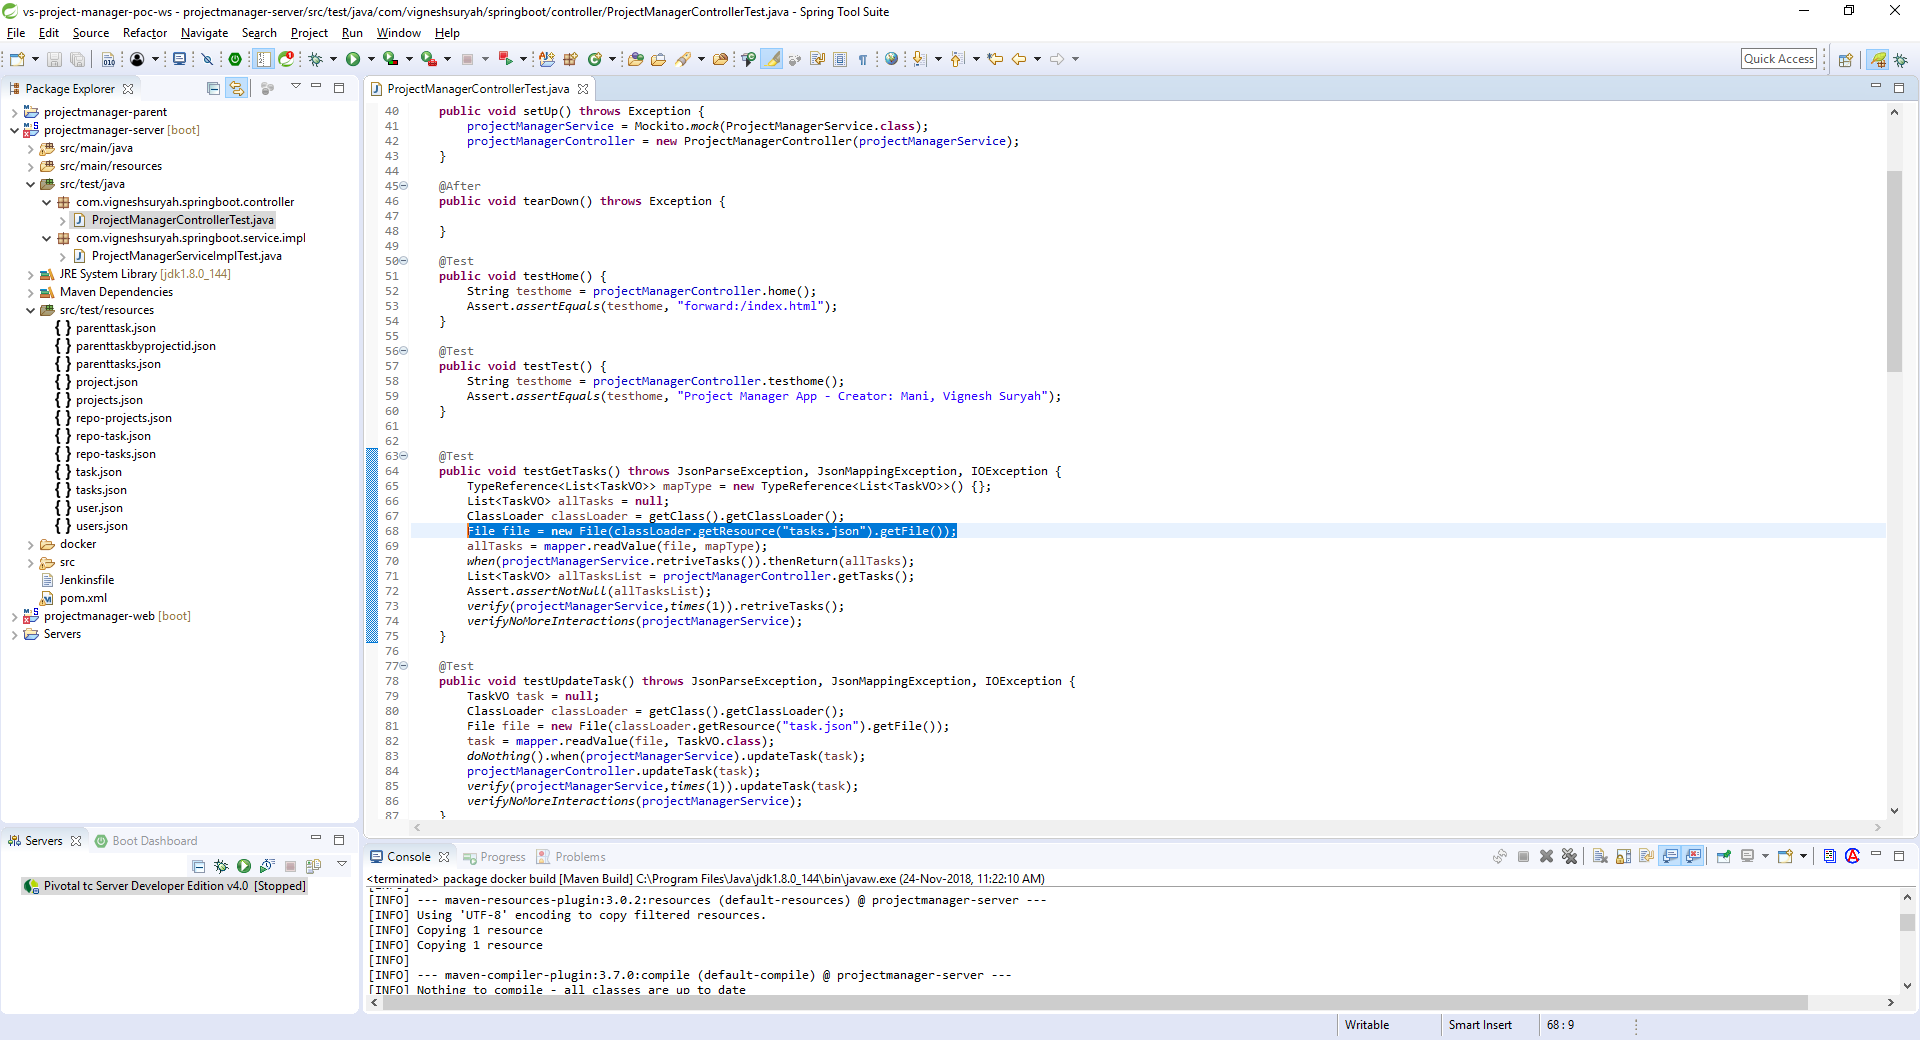 vs-project-manager-poc-ws - projectmanager-server/src/test/java/com/vigneshsuryah/springboot/controller/ProjectManagerControllerTest.java - Spring Tool Suite
File Edit Source Refactor Navigate Search Project Run Window Help
Quick Access
Package Explorer
projectmanager-parent
projectmanager-server [boot]
src/main/java
src/main/resources
src/test/java
com.vigneshsuryah.springboot.controller
ProjectManagerControllerTest.java
com.vigneshsuryah.springboot.service.impl
ProjectManagerServiceImplTest.java
JRE System Library [jdk1.8.0_144]
Maven Dependencies
src/test/resources
parenttask.json
parenttaskbyprojectid.json
parenttasks.json
project.json
projects.json
repo-projects.json
repo-task.json
repo-tasks.json
task.json
tasks.json
user.json
users.json
docker
src
Jenkinsfile
pom.xml
projectmanager-web [boot]
Servers
ProjectManagerControllerTest.java
40 public void setUp() throws Exception {
41 projectManagerService = Mockito.mock(ProjectManagerService.class);
42 projectManagerController = new ProjectManagerController(projectManagerService);
43 }
44
45 @After
46 public void tearDown() throws Exception {
47
48 }
49
50 @Test
51 public void testHome() {
52 String testhome = projectManagerController.home();
53 Assert.assertEquals(testhome, "forward:/index.html");
54 }
55
56 @Test
57 public void testTest() {
58 String testhome = projectManagerController.testhome();
59 Assert.assertEquals(testhome, "Project Manager App - Creator: Mani, Vignesh Suryah");
60 }
61
62
63 @Test
64 public void testGetTasks() throws JsonParseException, JsonMappingException, IOException {
65 TypeReference<List<TaskVO>> mapType = new TypeReference<List<TaskVO>>() {};
66 List<TaskVO> allTasks = null;
67 ClassLoader classLoader = getClass().getClassLoader();
68 File file = new File(classLoader.getResource("tasks.json").getFile());
69 allTasks = mapper.readValue(file, mapType);
70 when(projectManagerService.retriveTasks()).thenReturn(allTasks);
71 List<TaskVO> allTasksList = projectManagerController.getTasks();
72 Assert.assertNotNull(allTasksList);
73 verify(projectManagerService,times(1)).retriveTasks();
74 verifyNoMoreInteractions(projectManagerService);
75 }
76
77 @Test
78 public void testUpdateTask() throws JsonParseException, JsonMappingException, IOException {
79 TaskVO task = null;
80 ClassLoader classLoader = getClass().getClassLoader();
81 File file = new File(classLoader.getResource("task.json").getFile());
82 task = mapper.readValue(file, TaskVO.class);
83 doNothing().when(projectManagerService).updateTask(task);
84 projectManagerController.updateTask(task);
85 verify(projectManagerService,times(1)).updateTask(task);
86 verifyNoMoreInteractions(projectManagerService);
87 }
Servers Boot Dashboard
Pivotal tc Server Developer Edition v4.0 [Stopped]
Console Progress Problems
<terminated> package docker build [Maven Build] C:\Program Files\Java\jdk1.8.0_144\bin\javaw.exe (24-Nov-2018, 11:22:10 AM)
[INFO]
[INFO] --- maven-resources-plugin:3.0.2:resources (default-resources) @ projectmanager-server ---
[INFO] Using 'UTF-8' encoding to copy filtered resources.
[INFO] Copying 1 resource
[INFO] Copying 1 resource
[INFO]
[INFO] --- maven-compiler-plugin:3.7.0:compile (default-compile) @ projectmanager-server ---
[INFO] Nothing to compile - all classes are up to date
Writable Smart Insert 68 : 9